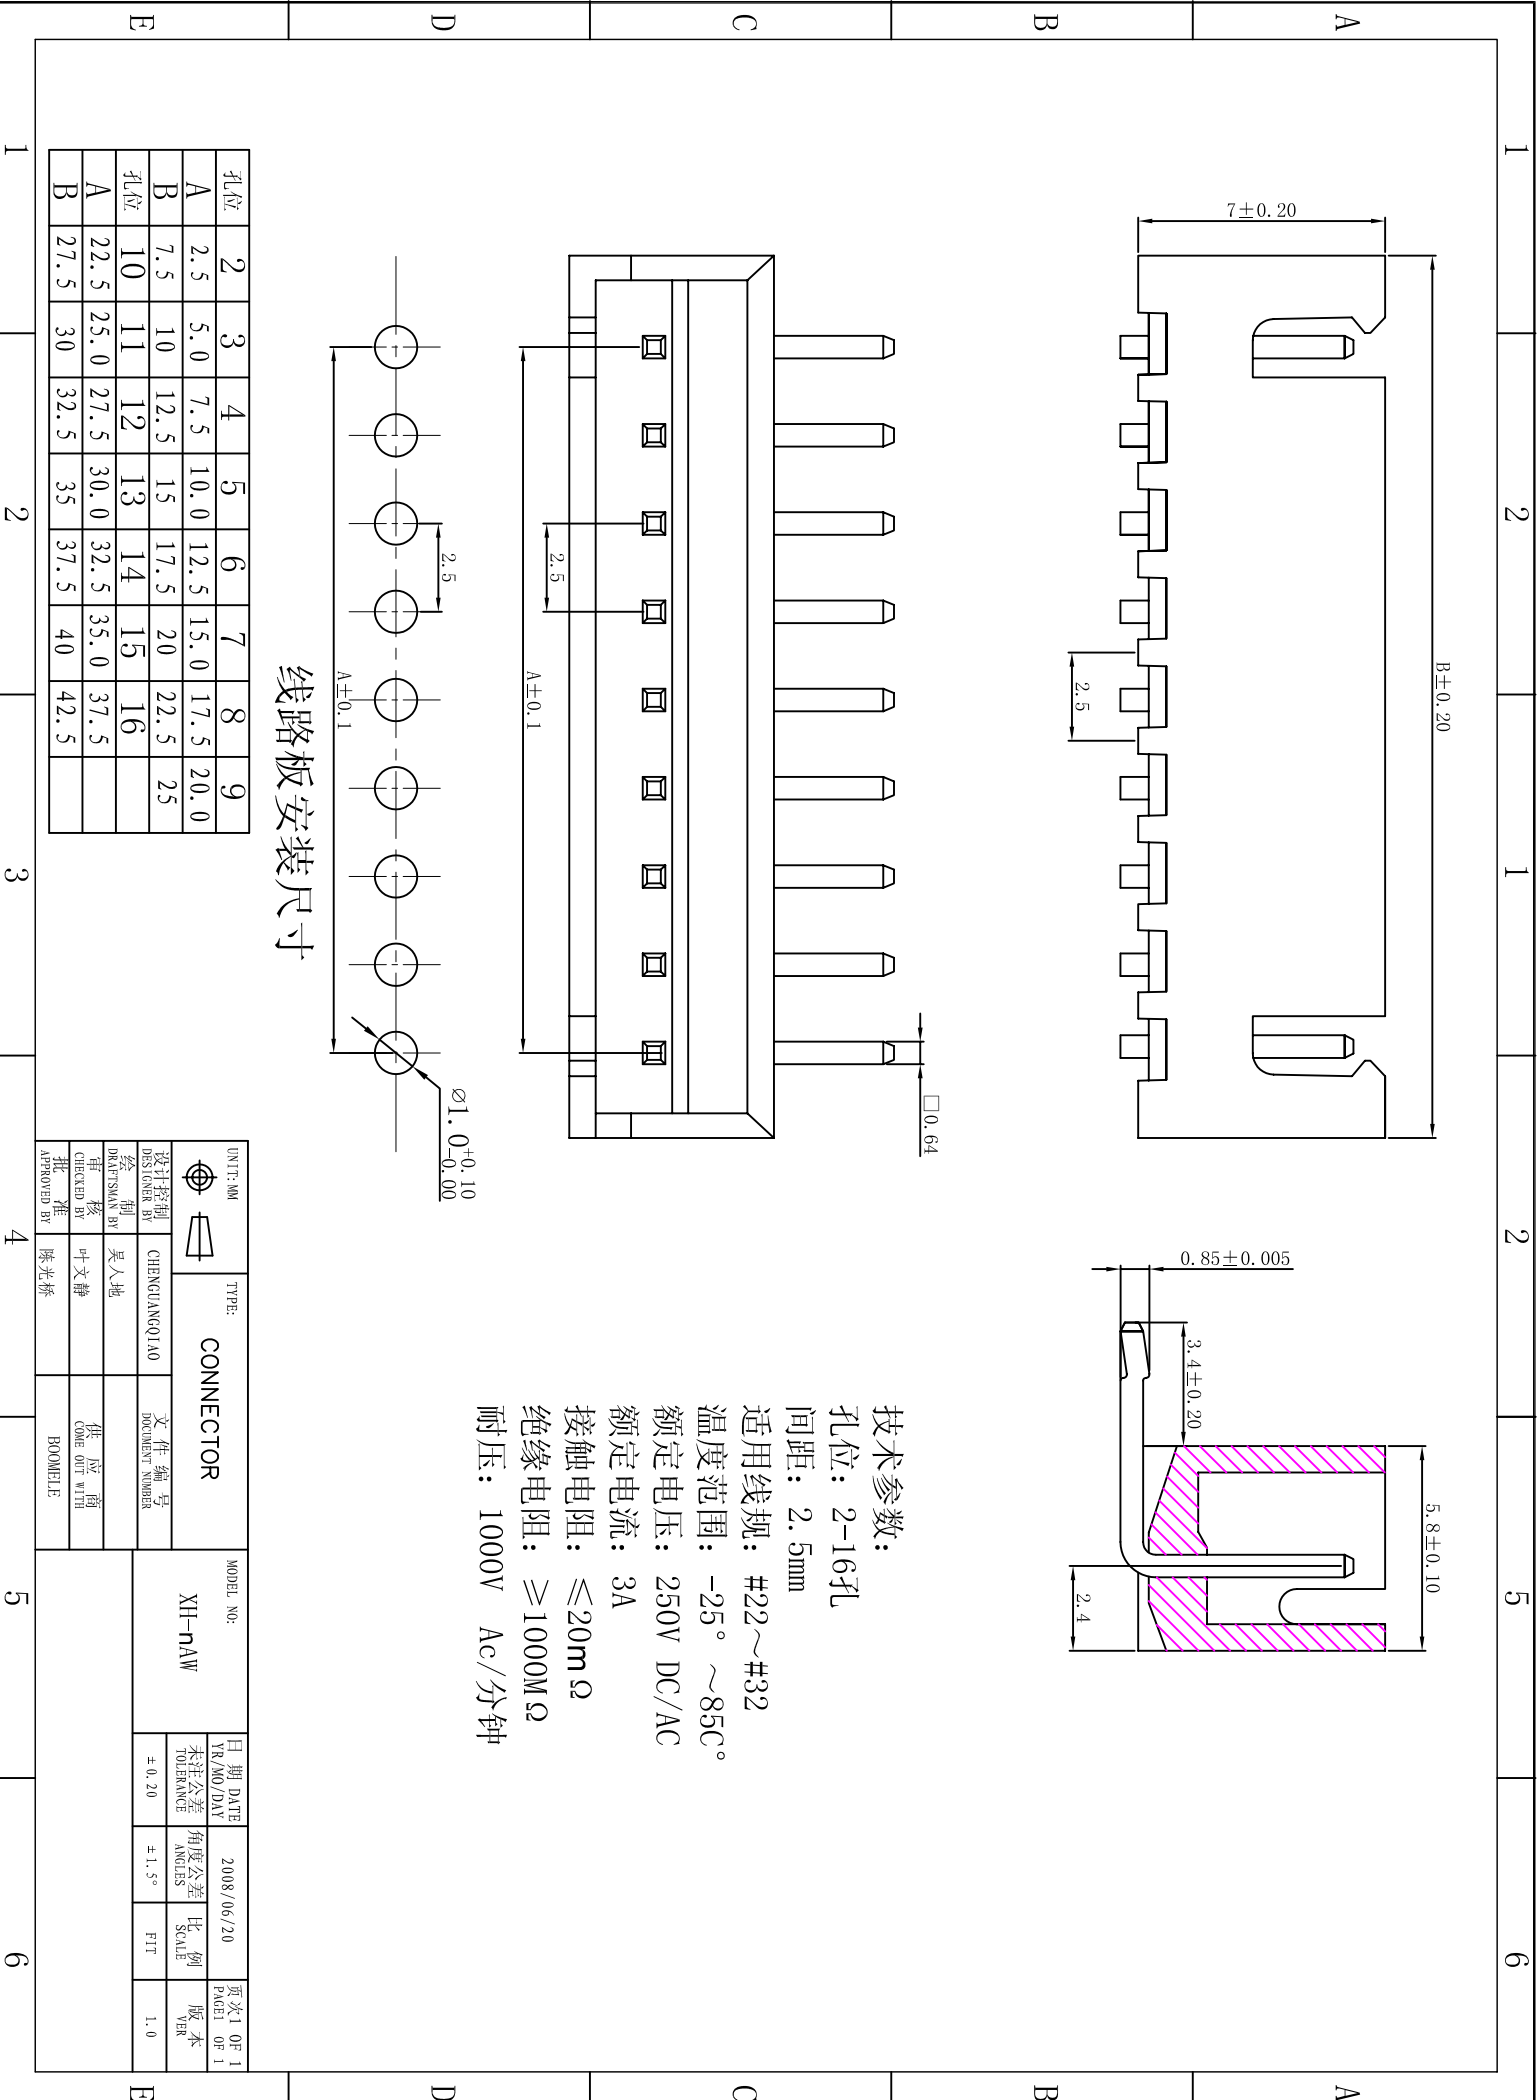 1 2 1 2 5 6
A
B
C
D
E
A
B
C
D
E
B±0.20
7±0.20
2.5
5.8±0.10
0.85±0.005
3.4±0.20
2.4
□0.64
2.5
A±0.1
2.5
A±0.1
⌀1.0 +0.10 -0.00
线路板安装尺寸
技术参数:
孔位: 2-16孔
间距: 2.5mm
适用线规: #22~#32
温度范围: -25° ~85C°
额定电压: 250V DC/AC
额定电流: 3A
接触电阻: ≤20mΩ
绝缘电阻: ≥1000MΩ
耐压: 1000V Ac/分钟
孔位 2 3 4 5 6 7 8 9
A 2.5 5.0 7.5 10.0 12.5 15.0 17.5 20.0
B 7.5 10 12.5 15 17.5 20 22.5 25
孔位 10 11 12 13 14 15 16
A 22.5 25.0 27.5 30.0 32.5 35.0 37.5
B 27.5 30 32.5 35 37.5 40 42.5
UNIT:MM
TYPE:
CONNECTOR
MODEL NO:
XH-nAW
日 期 DATE
YR/MO/DAY
2008/06/20
页次1 OF 1
PAGE1 OF 1
设计控制
DESIGNER BY
CHENGUANGQIAO
文件编号
DOCUMENT NUMBER
未注公差
TOLERANCE
角度公差
ANGLES
比 例
SCALE
版 本
VER
绘 制
DRAFTSMAN BY
吴人地
±0.20
±1.5°
FIT
1.0
审 核
CHECKED BY
叶文静
供 应 商
COME OUT WITH
批 准
APPROVED BY
陈光桥
BOOMELE
1 2 3 4 5 6